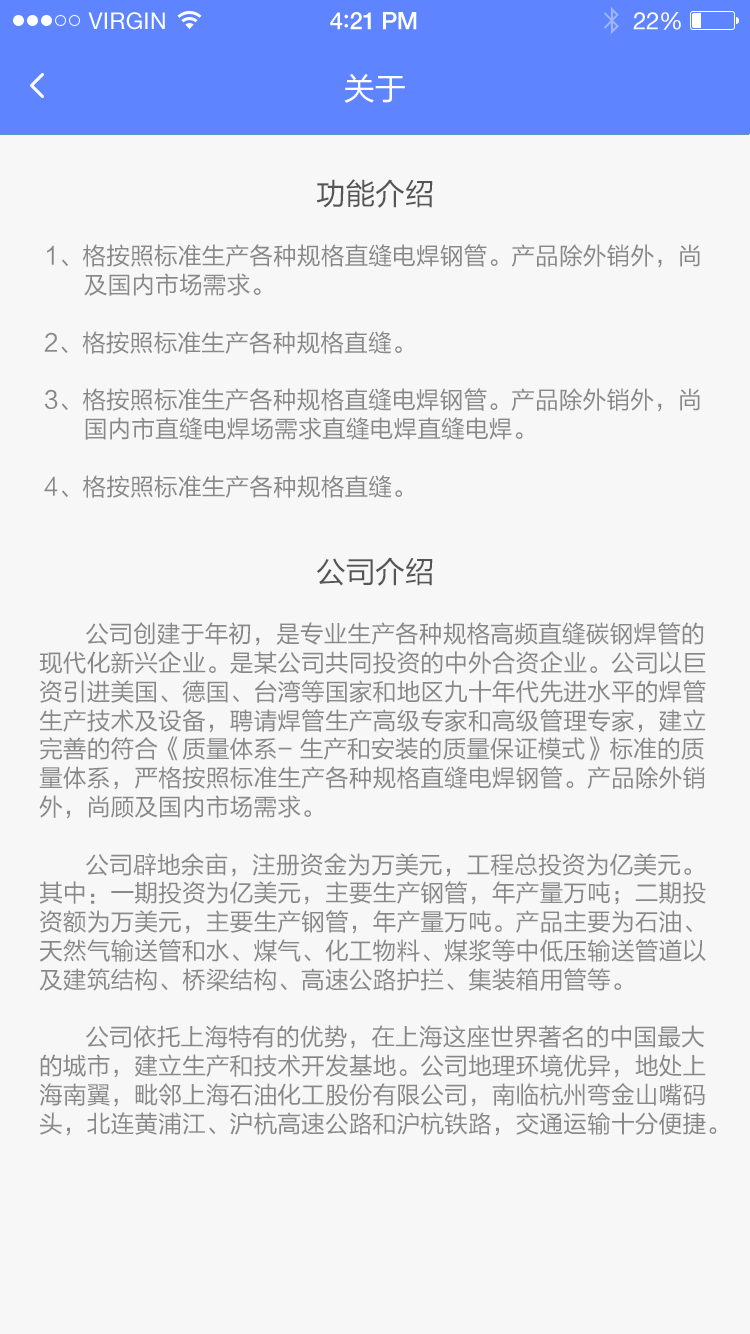 VIRGIN 4:21 PM 22%
关于
功能介绍
1、格按照标准生产各种规格直缝电焊钢管。产品除外销外，尚
及国内市场需求。
2、格按照标准生产各种规格直缝。
3、格按照标准生产各种规格直缝电焊钢管。产品除外销外，尚
国内市直缝电焊场需求直缝电焊直缝电焊。
4、格按照标准生产各种规格直缝。
公司介绍
公司创建于年初，是专业生产各种规格高频直缝碳钢焊管的
现代化新兴企业。是某公司共同投资的中外合资企业。公司以巨
资引进美国、德国、台湾等国家和地区九十年代先进水平的焊管
生产技术及设备，聘请焊管生产高级专家和高级管理专家，建立
完善的符合《质量体系- 生产和安装的质量保证模式》标准的质
量体系，严格按照标准生产各种规格直缝电焊钢管。产品除外销
外，尚顾及国内市场需求。
公司辟地余亩，注册资金为万美元，工程总投资为亿美元。
其中：一期投资为亿美元，主要生产钢管，年产量万吨；二期投
资额为万美元，主要生产钢管，年产量万吨。产品主要为石油、
天然气输送管和水、煤气、化工物料、煤浆等中低压输送管道以
及建筑结构、桥梁结构、高速公路护拦、集装箱用管等。
公司依托上海特有的优势，在上海这座世界著名的中国最大
的城市，建立生产和技术开发基地。公司地理环境优异，地处上
海南翼，毗邻上海石油化工股份有限公司，南临杭州弯金山嘴码
头，北连黄浦江、沪杭高速公路和沪杭铁路，交通运输十分便捷。